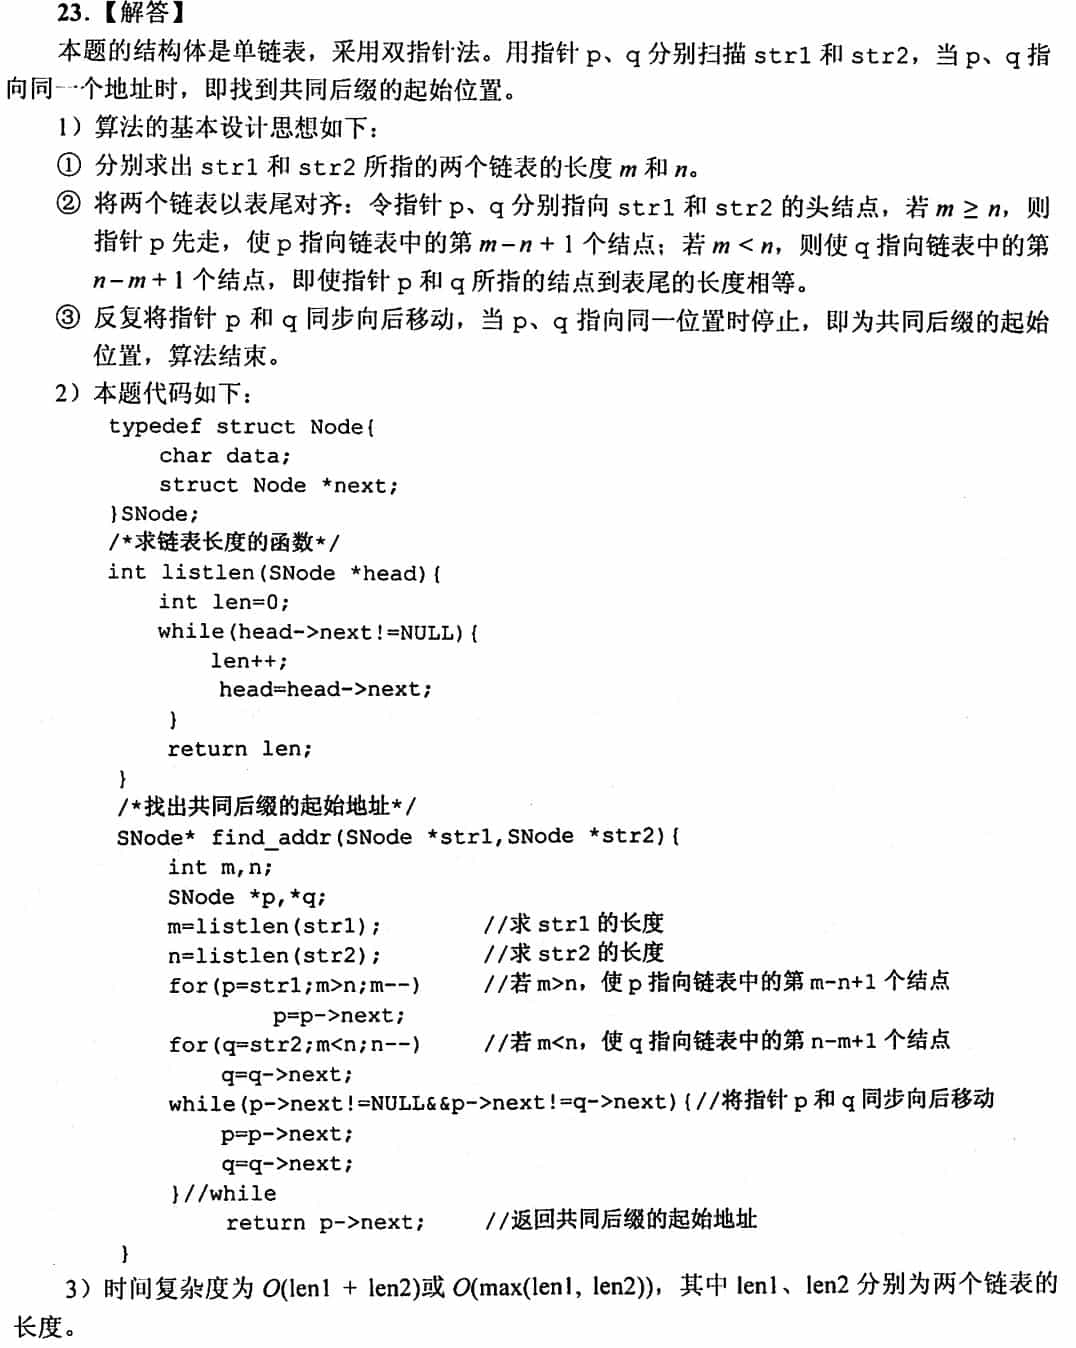 23.【解答】
本题的结构体是单链表，采用双指针法。用指针 p、q 分别扫描 str1 和 str2，当 p、q 指
向同一个地址时，即找到共同后缀的起始位置。
1）算法的基本设计思想如下：
① 分别求出 str1 和 str2 所指的两个链表的长度 m 和 n。
② 将两个链表以表尾对齐：令指针 p、q 分别指向 str1 和 str2 的头结点，若 m ≥ n，则
指针 p 先走，使 p 指向链表中的第 m−n + 1 个结点；若 m < n，则使 q 指向链表中的第
n−m + 1 个结点，即使指针 p 和 q 所指的结点到表尾的长度相等。
③ 反复将指针 p 和 q 同步向后移动，当 p、q 指向同一位置时停止，即为共同后缀的起始
位置，算法结束。
2）本题代码如下：
typedef struct Node{
char data;
struct Node *next;
}SNode;
/*求链表长度的函数*/
int listlen(SNode *head){
int len=0;
while(head->next!=NULL){
len++;
head=head->next;
}
return len;
}
/*找出共同后缀的起始地址*/
SNode* find_addr(SNode *str1,SNode *str2){
int m,n;
SNode *p,*q;
m=listlen(str1); //求 str1 的长度
n=listlen(str2); //求 str2 的长度
for(p=str1;m>n;m--) //若 m>n，使 p 指向链表中的第 m-n+1 个结点
p=p->next;
for(q=str2;m<n;n--) //若 m<n，使 q 指向链表中的第 n-m+1 个结点
q=q->next;
while(p->next!=NULL&&p->next!=q->next){//将指针 p 和 q 同步向后移动
p=p->next;
q=q->next;
}//while
return p->next; //返回共同后缀的起始地址
}
3）时间复杂度为 O(len1 + len2)或 O(max(len1, len2))，其中 len1、len2 分别为两个链表的
长度。